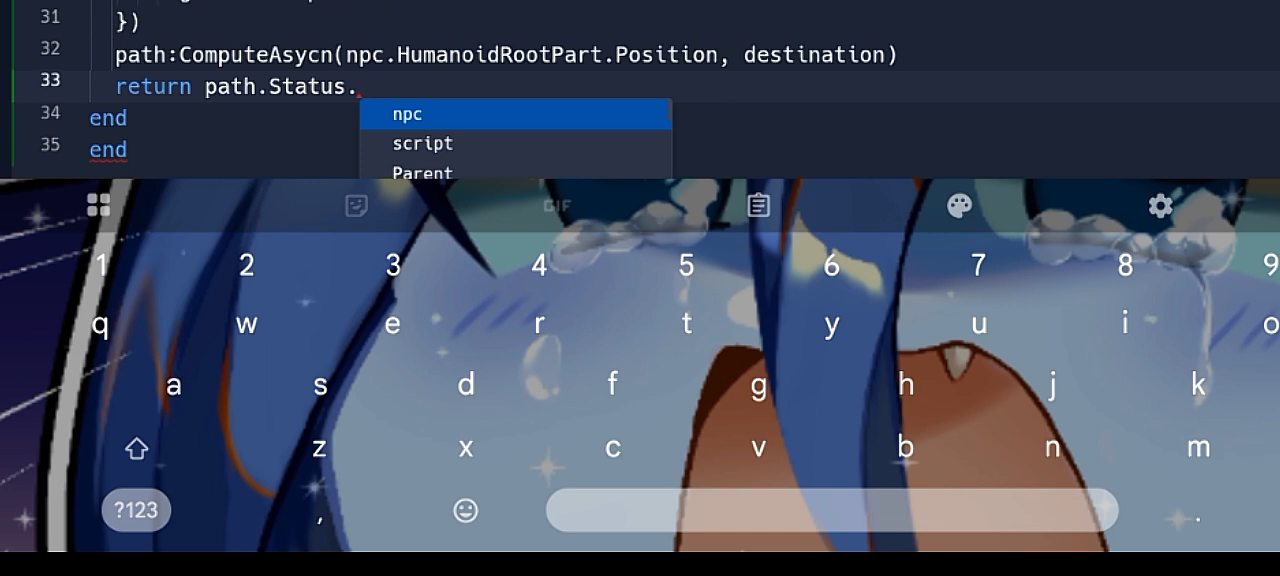 31 })
32 path:ComputeAsycn(npc.HumanoidRootPart.Position, destination)
33 return path.Status.
npc
34 end
script
35 end
Parent
GIF
1 2 3 4 5 6 7 8 9
q w e r t y u i o
a s d f g h j k
z x c v b n m
?123 , .